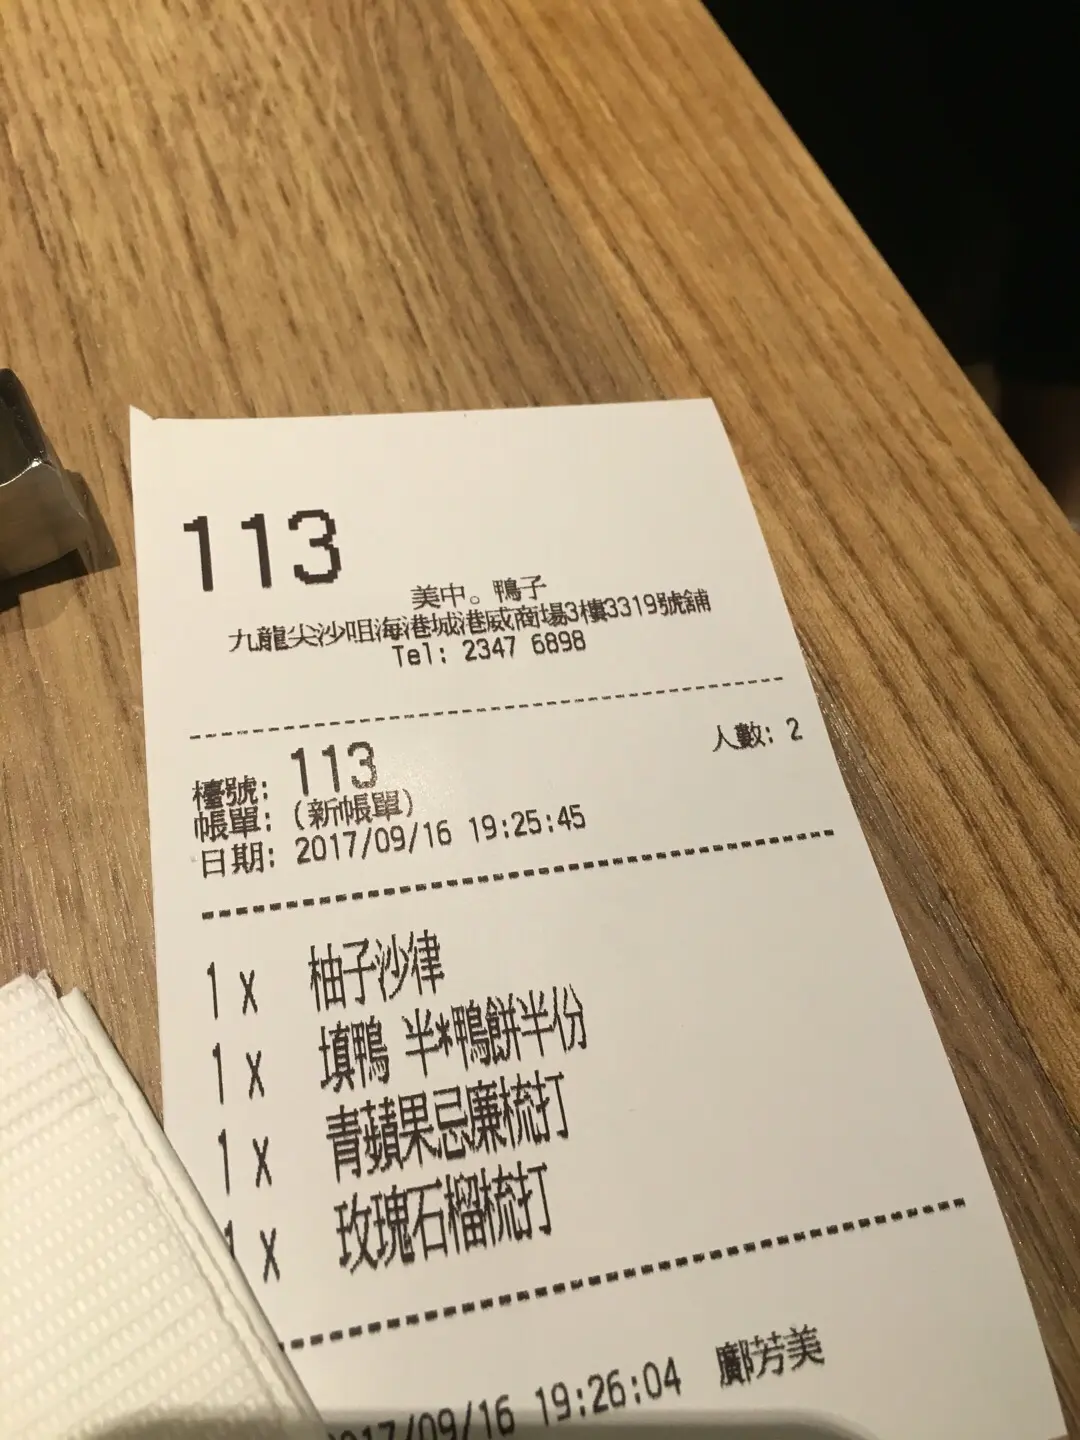 113
美中。鴨子
九龍尖沙咀海港城港威商場3樓3319號舖
Tel: 2347 6898
檯號: 113
人數: 2
帳單: (新帳單)
日期: 2017/09/16 19:25:45
1 x 柚子沙律
1 x 填鴨 半*鴨餅半份
1 x 青蘋果忌廉梳打
1 x 玫瑰石榴梳打
2017/09/16 19:26:04 鄺芳美